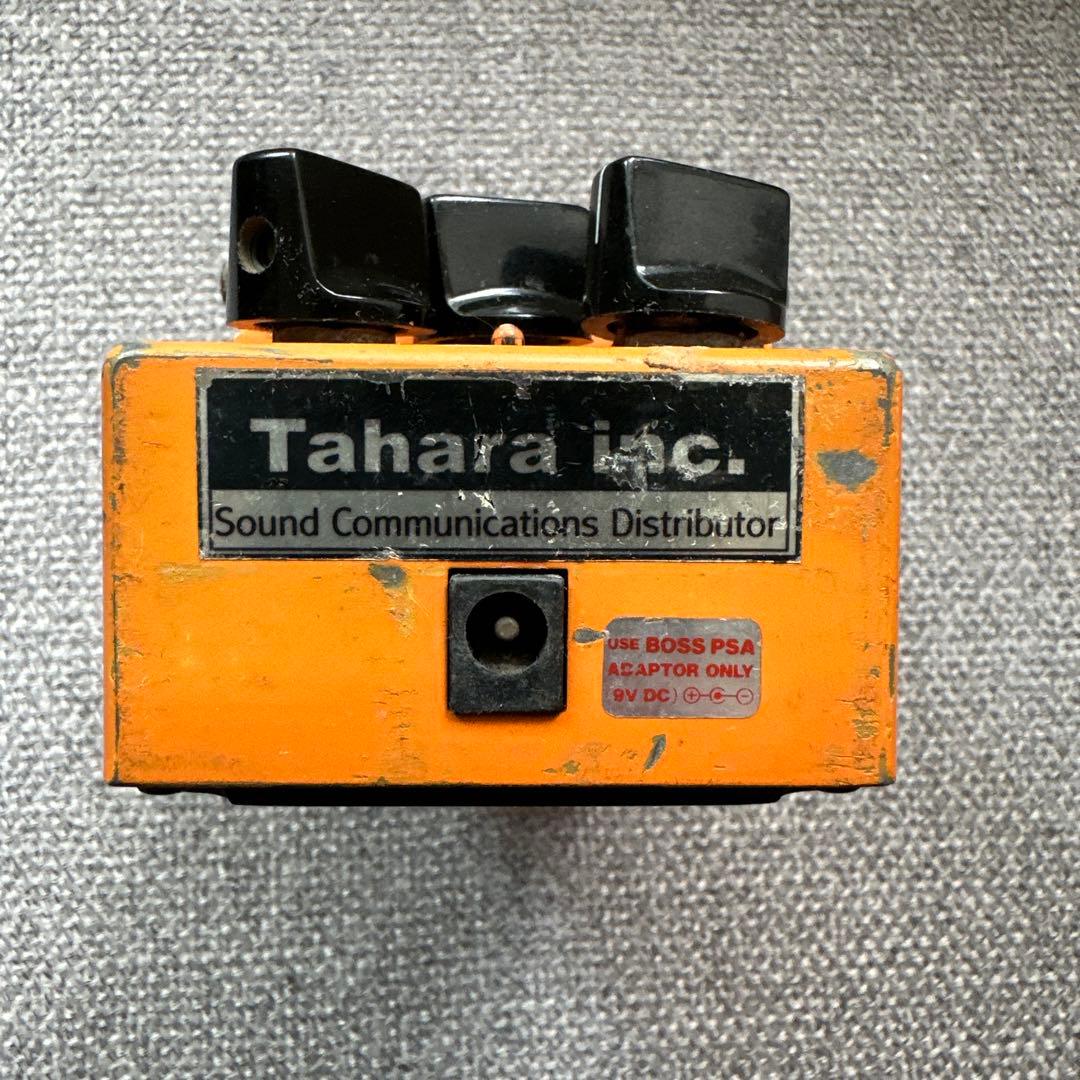 Tahara inc.
Sound Communications Distributor
USE BOSS PSA
ADAPTOR ONLY
9V DC)